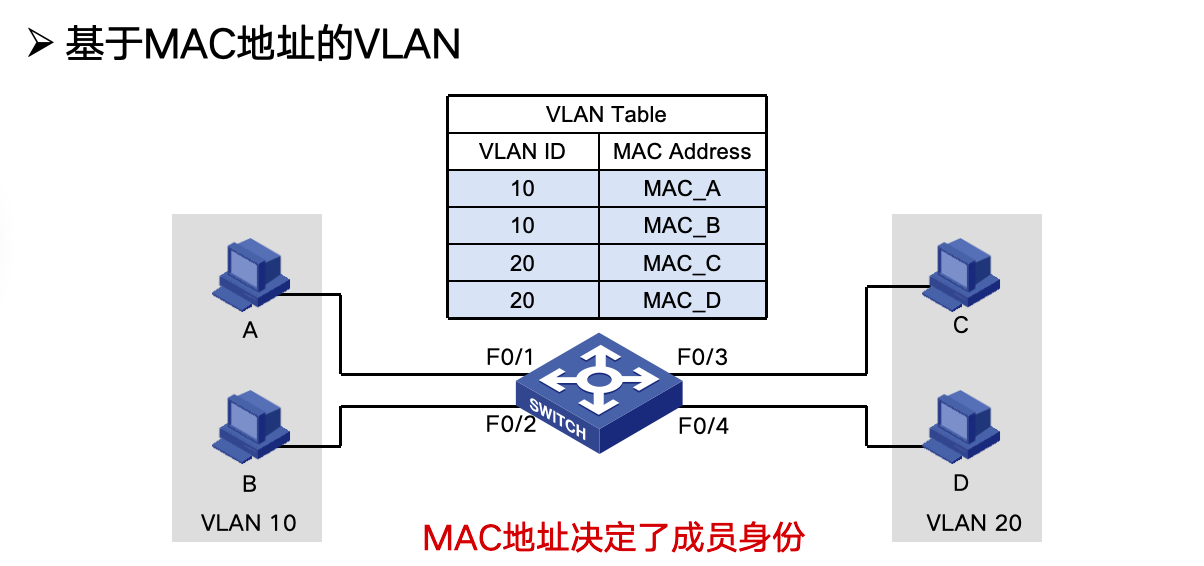 ➢ 基于MAC地址的VLAN
VLAN Table
VLAN ID MAC Address
10 MAC_A
10 MAC_B
20 MAC_C
20 MAC_D
A
C
F0/1 F0/3
SWITCH
F0/2 F0/4
B
D
VLAN 10
VLAN 20
MAC地址决定了成员身份